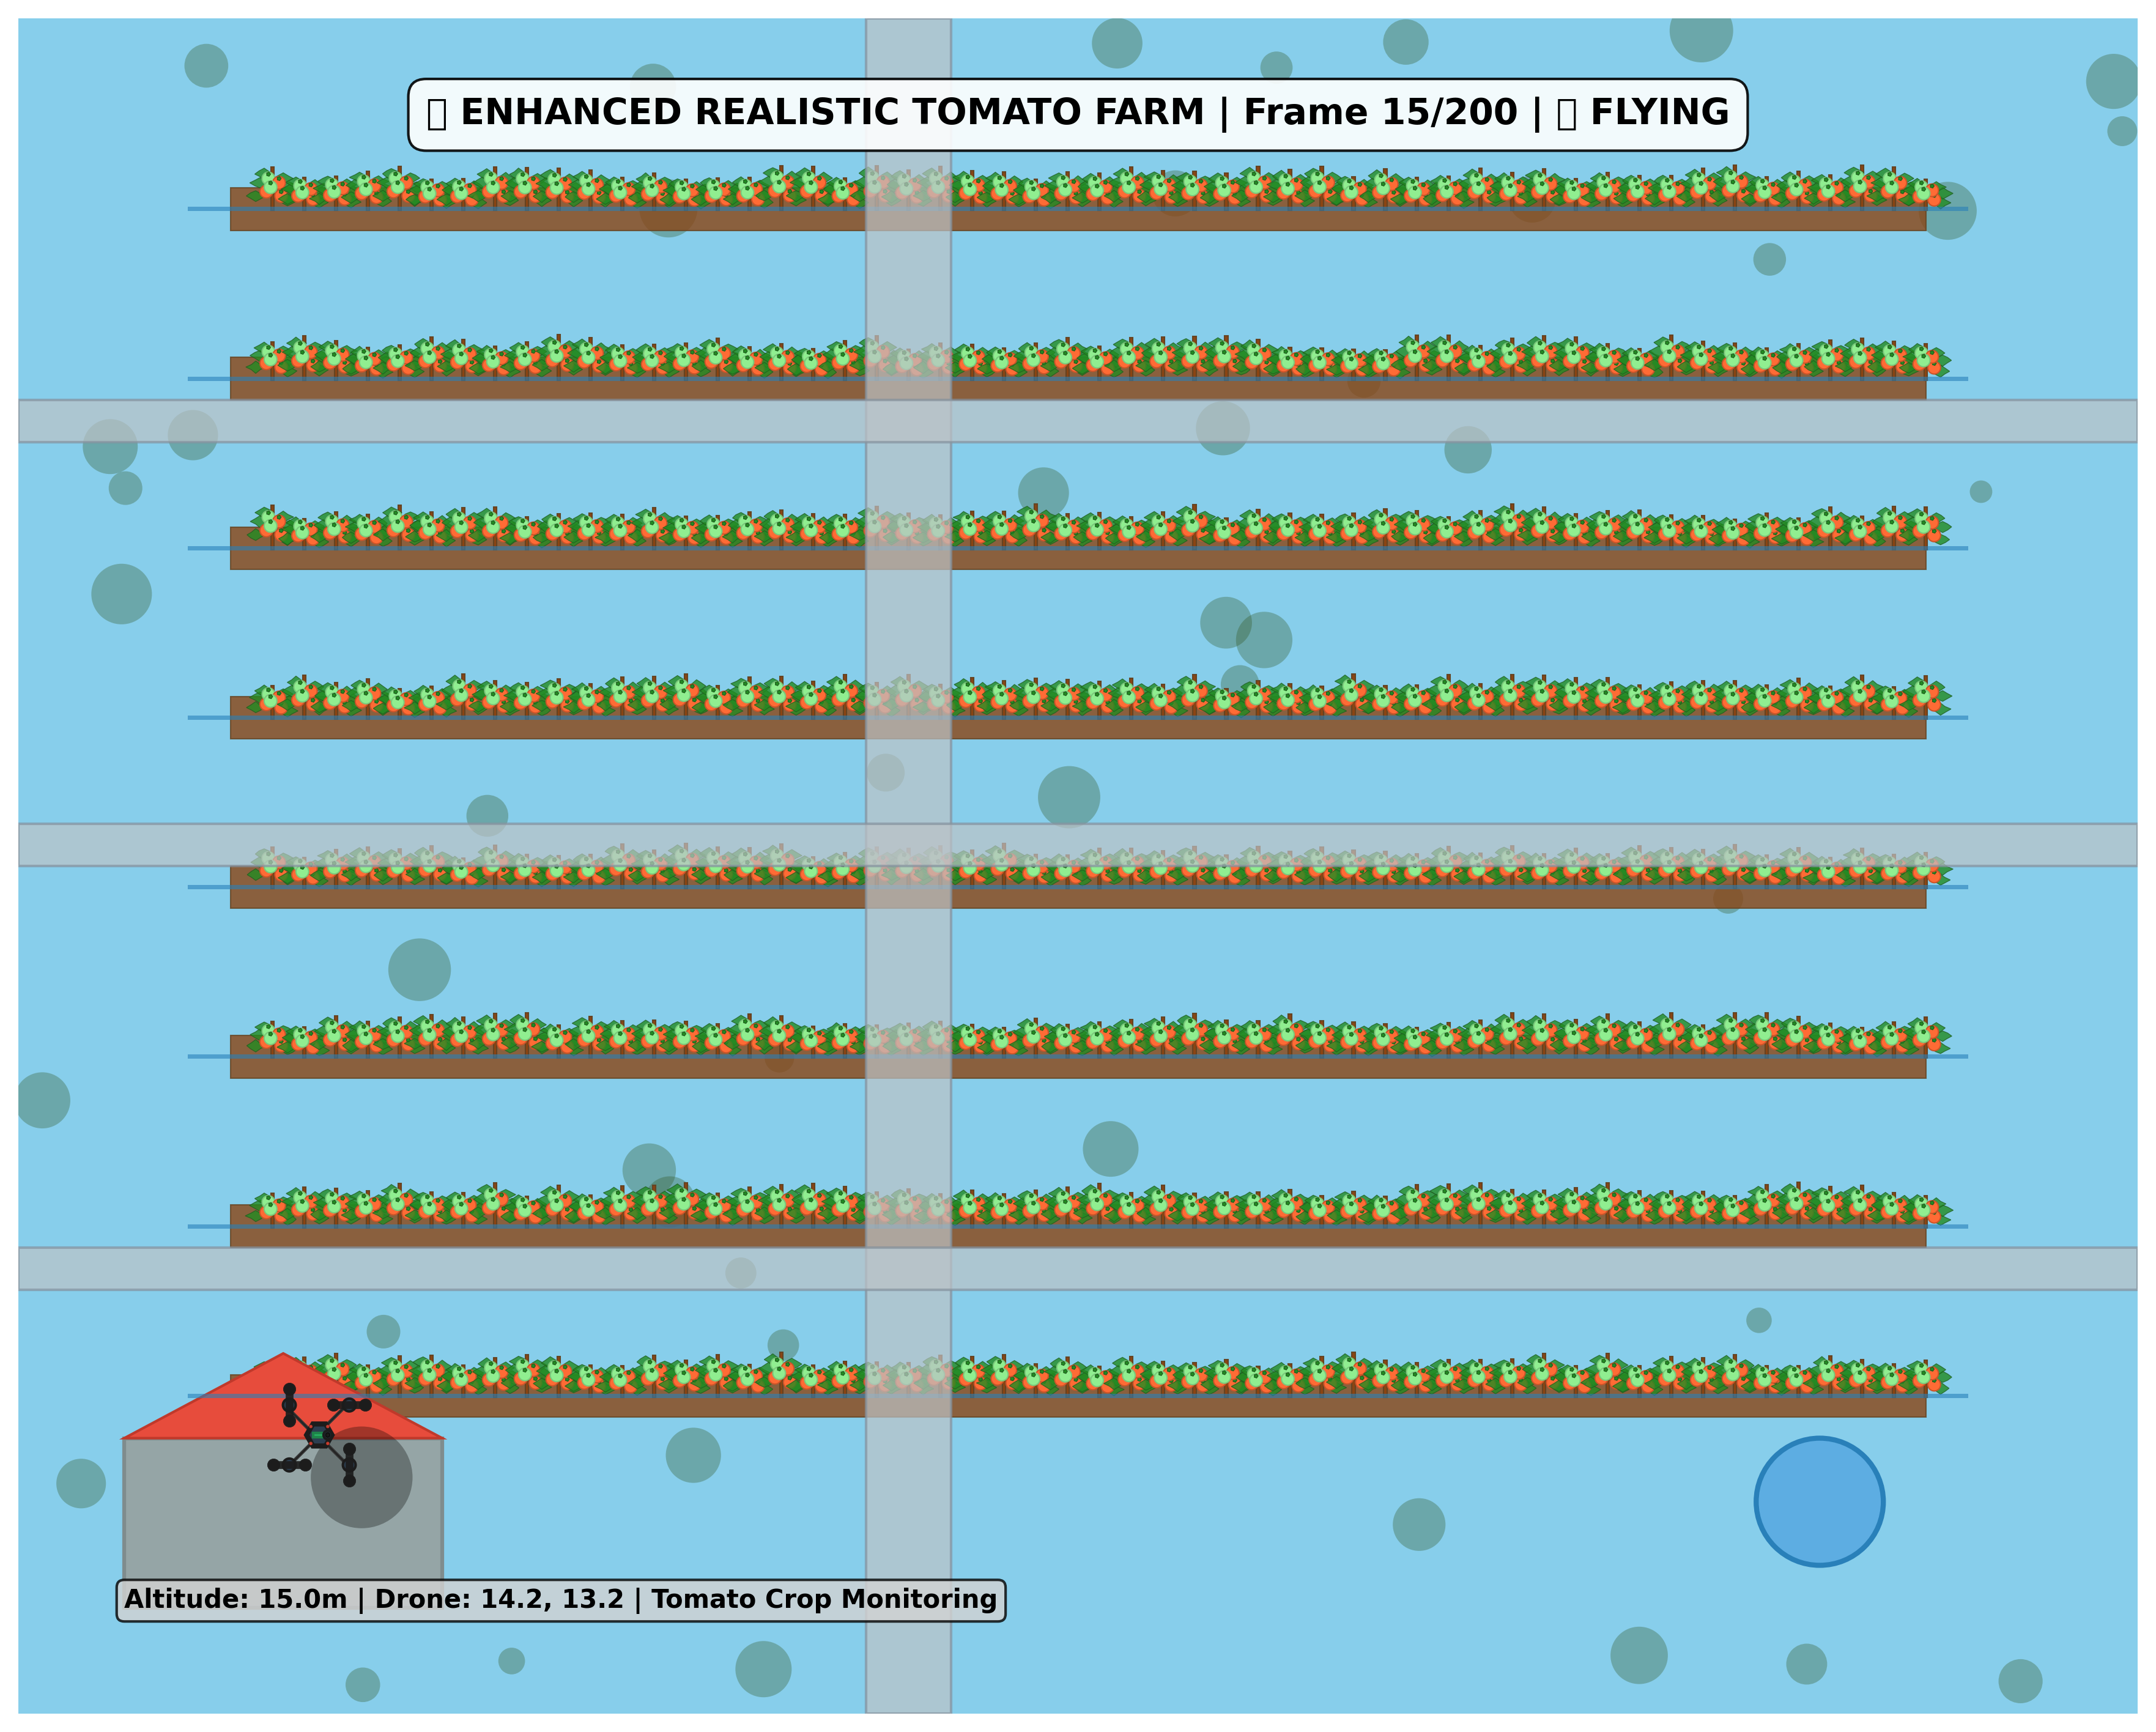 ▯ ENHANCED REALISTIC TOMATO FARM | Frame 15/200 | ▯ FLYING
Altitude: 15.0m | Drone: 14.2, 13.2 | Tomato Crop Monitoring